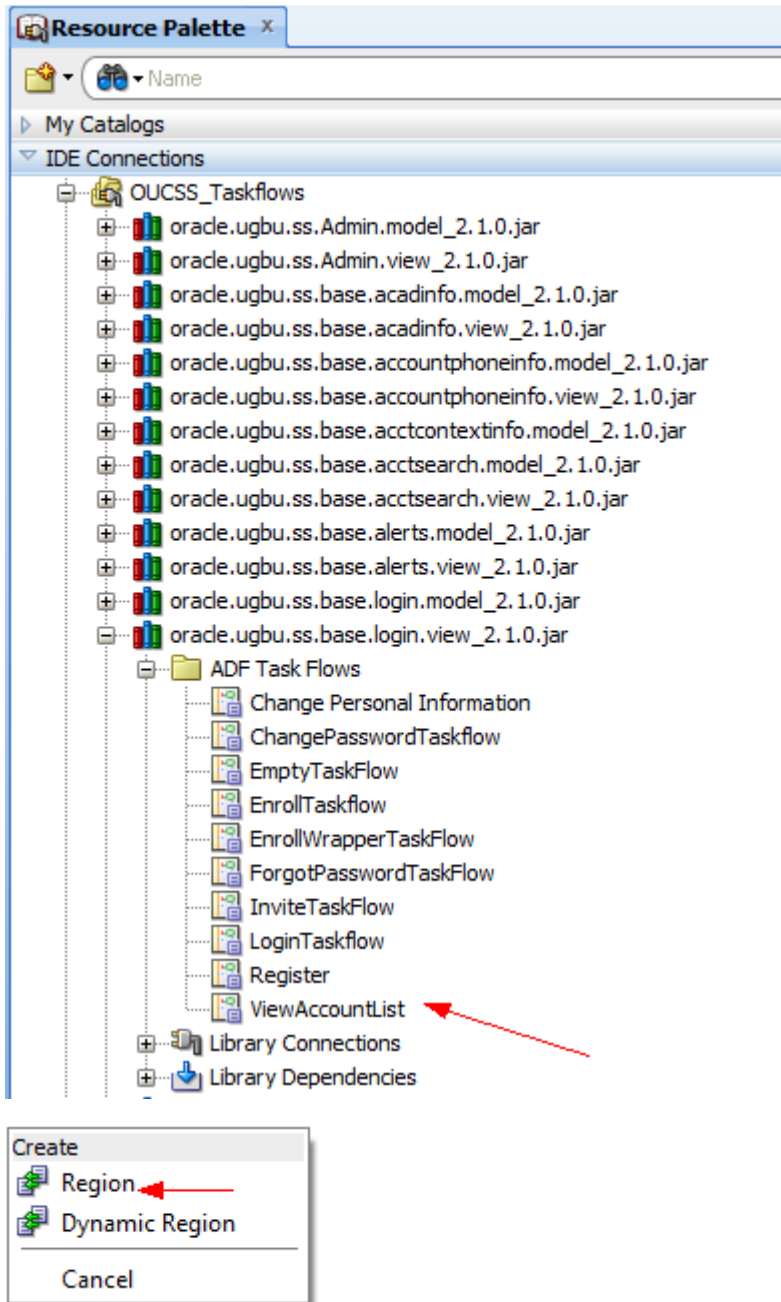 Resource Palette x
Name
My Catalogs
IDE Connections
OUCSS_Taskflows
oracle.ugbu.ss.Admin.model_2.1.0.jar
oracle.ugbu.ss.Admin.view_2.1.0.jar
oracle.ugbu.ss.base.acadinfo.model_2.1.0.jar
oracle.ugbu.ss.base.acadinfo.view_2.1.0.jar
oracle.ugbu.ss.base.accountphoneinfo.model_2.1.0.jar
oracle.ugbu.ss.base.accountphoneinfo.view_2.1.0.jar
oracle.ugbu.ss.base.acctcontextinfo.model_2.1.0.jar
oracle.ugbu.ss.base.acctsearch.model_2.1.0.jar
oracle.ugbu.ss.base.acctsearch.view_2.1.0.jar
oracle.ugbu.ss.base.alerts.model_2.1.0.jar
oracle.ugbu.ss.base.alerts.view_2.1.0.jar
oracle.ugbu.ss.base.login.model_2.1.0.jar
oracle.ugbu.ss.base.login.view_2.1.0.jar
ADF Task Flows
Change Personal Information
ChangePasswordTaskflow
EmptyTaskFlow
EnrollTaskflow
EnrollWrapperTaskFlow
ForgotPasswordTaskFlow
InviteTaskFlow
LoginTaskflow
Register
ViewAccountList
Library Connections
Library Dependencies
Create
Region
Dynamic Region
Cancel